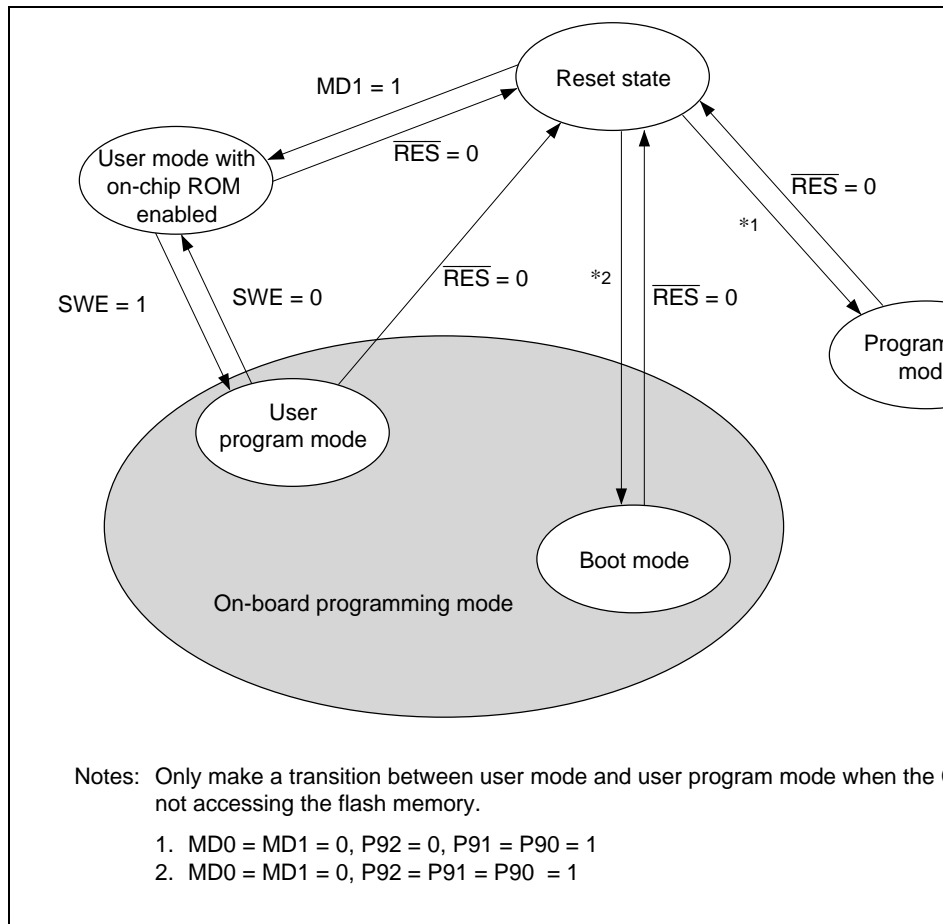 Reset state
MD1 = 1
User mode with
on-chip ROM
enabled
RES = 0
RES = 0
*1
RES = 0
*2
RES = 0
SWE = 1
SWE = 0
User
program mode
Boot mode
On-board programming mode
Notes: Only make a transition between user mode and user program mode when the
not accessing the flash memory.
1. MD0 = MD1 = 0, P92 = 0, P91 = P90 = 1
2. MD0 = MD1 = 0, P92 = P91 = P90 = 1